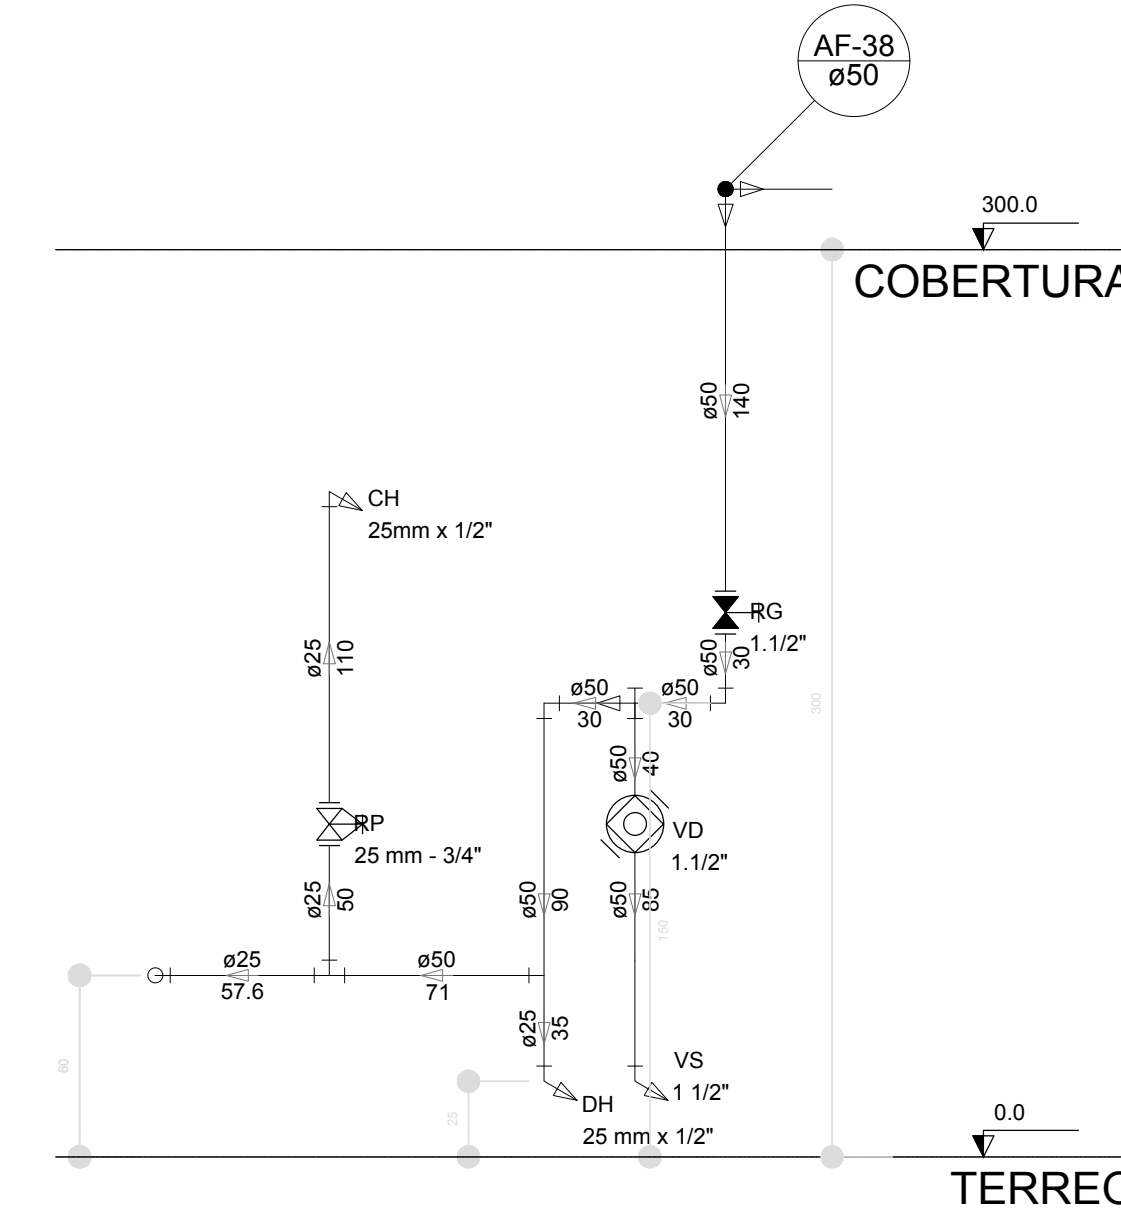 AF-38
ø50
300.0
COBERTURA
ø50
140
CH
25mm x 1/2"
RG
1.1/2"
ø50
30
ø25
110
ø50
30
ø50
30
300
ø50
40
RP
25 mm - 3/4"
VD
1.1/2"
ø25
50
ø50
90
ø50
85
150
ø25
57.6
ø50
71
ø25
35
60
VS
1 1/2"
25
DH
25 mm x 1/2"
0.0
TERREO